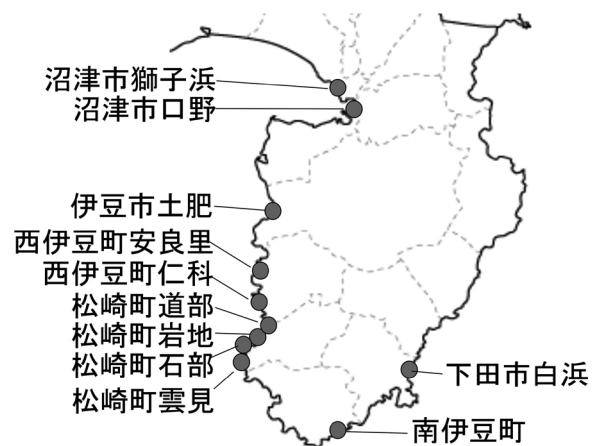 沼津市獅子浜
沼津市口野
伊豆市土肥
西伊豆町安良里
西伊豆町仁科
松崎町道部
松崎町岩地
松崎町石部
松崎町雲見
下田市白浜
南伊豆町